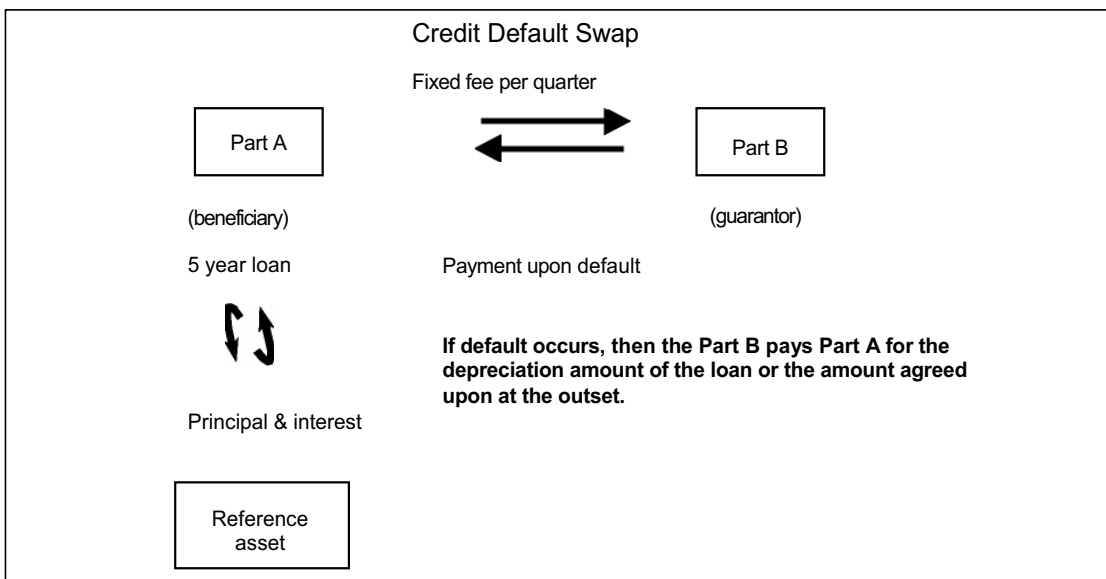 Credit Default Swap
Fixed fee per quarter
Part A
Part B
(beneficiary)
(guarantor)
5 year loan
Payment upon default
If default occurs, then the Part B pays Part A for the
depreciation amount of the loan or the amount agreed
upon at the outset.
Principal & interest
Reference
asset